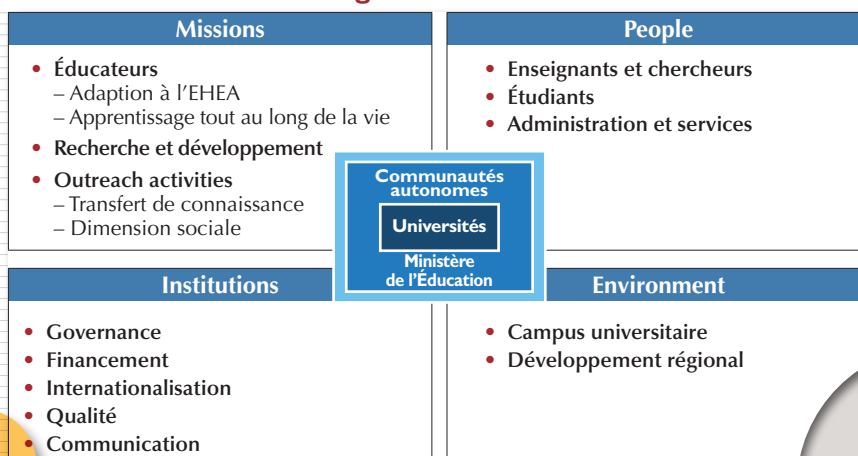 Missions
• Éducateurs
– Adaption à l'EHEA
– Apprentissage tout au long de la vie
• Recherche et développement
• Outreach activities
– Transfert de connaissance
– Dimension sociale
People
• Enseignants et chercheurs
• Étudiants
• Administration et services
Communautés
autonomes
Universités
Ministère
de l'Éducation
Institutions
• Governance
• Financement
• Internationalisation
• Qualité
• Communication
Environment
• Campus universitaire
• Développement régional